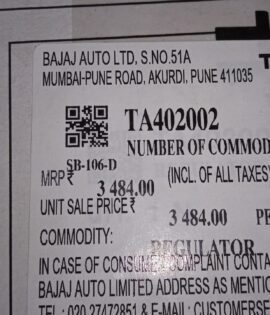 BAJAJ AUTO LTD, S.NO.51A
MUMBAI-PUNE ROAD, AKURDI, PUNE 411035
TA402002
NUMBER OF COMMOD
SB-106-D
MRP ₹ 3 484.00 (INCL. OF ALL TAXES)
UNIT SALE PRICE ₹ 3 484.00 PE
COMMODITY: REGULATOR
IN CASE OF CONSUMER COMPLAINT CONTA
BAJAJ AUTO LIMITED ADDRESS AS MENTIO
TEL : 020 27472851 & E-MAIL : CUSTOMERSE